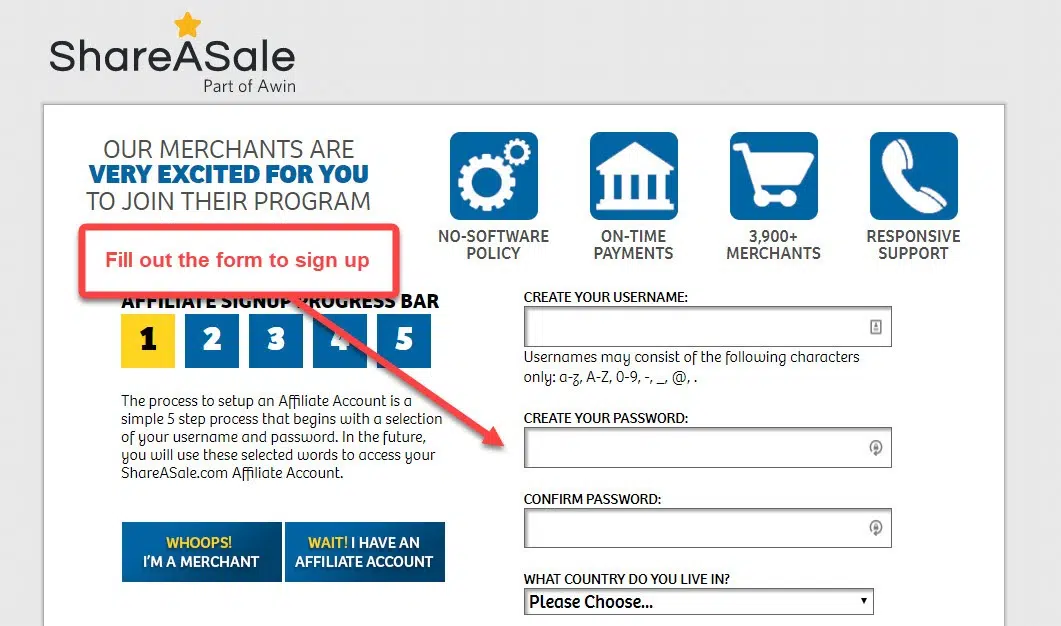 ShareASale
Part of Awin
OUR MERCHANTS ARE
VERY EXCITED FOR YOU
TO JOIN THEIR PROGRAM
NO-SOFTWARE
POLICY
ON-TIME
PAYMENTS
3,900+
MERCHANTS
RESPONSIVE
SUPPORT
Fill out the form to sign up
AFFILIATE SIGNUP PROGRESS BAR
1 2 3 4 5
The process to setup an Affiliate Account is a
simple 5 step process that begins with a selection
of your username and password. In the future,
you will use these selected words to access your
ShareASale.com Affiliate Account.
WHOOPS!
I'M A MERCHANT
WAIT! I HAVE AN
AFFILIATE ACCOUNT
CREATE YOUR USERNAME:
Usernames may consist of the following characters
only: a-z, A-Z, 0-9, -, _, @, .
CREATE YOUR PASSWORD:
CONFIRM PASSWORD:
WHAT COUNTRY DO YOU LIVE IN?
Please Choose...